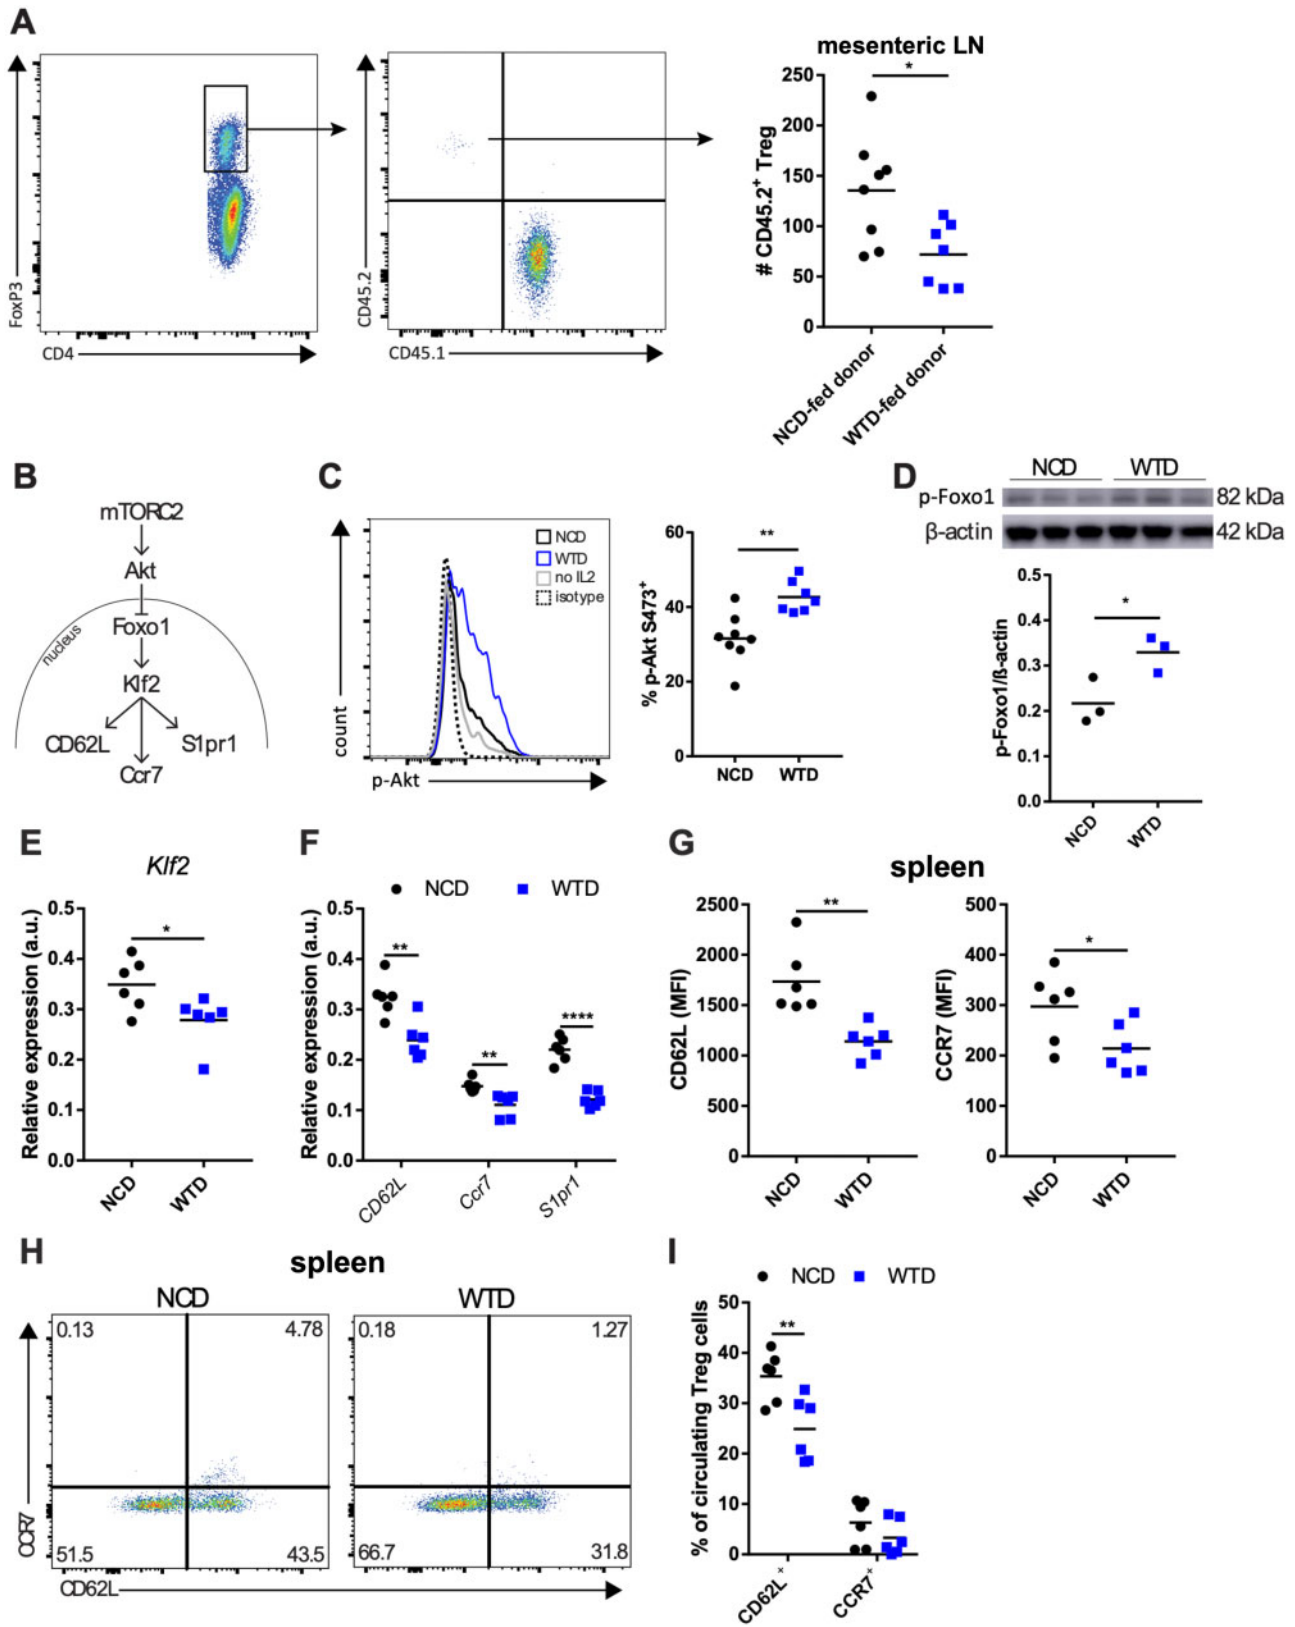 A
FoxP3
CD4
CD45.2
CD45.1
mesenteric LN
*
# CD45.2+ Treg
250
200
150
100
50
0
NCD-fed donor
WTD-fed donor
B
mTORC2
Akt
Foxo1
nucleus
Klf2
CD62L
S1pr1
Ccr7
C
count
p-Akt
NCD
WTD
no IL2
isotype
% p-Akt S473+
60
40
20
0
**
NCD
WTD
D
NCD
WTD
p-Foxo1
82 kDa
β-actin
42 kDa
p-Foxo1/ß-actin
0.5
0.4
0.3
0.2
0.1
0.0
*
NCD
WTD
E
Klf2
Relative expression (a.u.)
0.5
0.4
0.3
0.2
0.1
0.0
*
NCD
WTD
F
NCD
WTD
Relative expression (a.u.)
0.5
0.4
0.3
0.2
0.1
0.0
**
**
****
CD62L
Ccr7
S1pr1
G
spleen
CD62L (MFI)
2500
2000
1500
1000
500
0
**
NCD
WTD
CCR7 (MFI)
500
400
300
200
100
0
*
NCD
WTD
H
spleen
NCD
WTD
0.13
4.78
0.18
1.27
51.5
43.5
66.7
31.8
CCR7
CD62L
I
NCD
WTD
% of circulating Treg cells
50
40
30
20
10
0
**
CD62L+
CCR7+